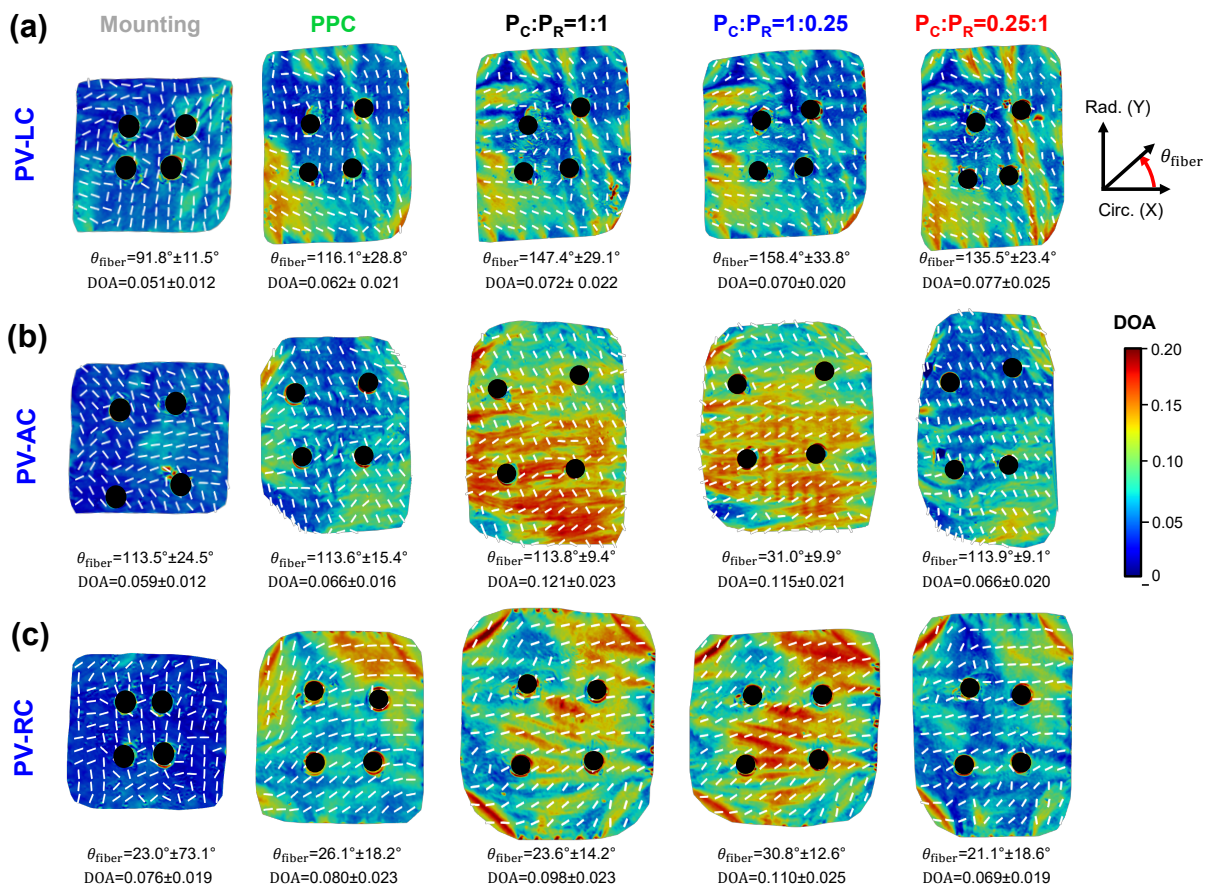 (a) Mounting PPC P_C:P_R=1:1 P_C:P_R=1:0.25 P_C:P_R=0.25:1
PV-LC
Rad. (Y)
θ_fiber
Circ. (X)
θ_fiber=91.8°±11.5° θ_fiber=116.1°±28.8° θ_fiber=147.4°±29.1° θ_fiber=158.4°±33.8° θ_fiber=135.5°±23.4°
DOA=0.051±0.012 DOA=0.062± 0.021 DOA=0.072± 0.022 DOA=0.070±0.020 DOA=0.077±0.025
(b)
PV-AC
DOA
0.20
0.15
0.10
0.05
0
θ_fiber=113.5°±24.5° θ_fiber=113.6°±15.4° θ_fiber=113.8°±9.4° θ_fiber=31.0°±9.9° θ_fiber=113.9°±9.1°
DOA=0.059±0.012 DOA=0.066±0.016 DOA=0.121±0.023 DOA=0.115±0.021 DOA=0.066±0.020
(c)
PV-RC
θ_fiber=23.0°±73.1° θ_fiber=26.1°±18.2° θ_fiber=23.6°±14.2° θ_fiber=30.8°±12.6° θ_fiber=21.1°±18.6°
DOA=0.076±0.019 DOA=0.080±0.023 DOA=0.098±0.023 DOA=0.110±0.025 DOA=0.069±0.019